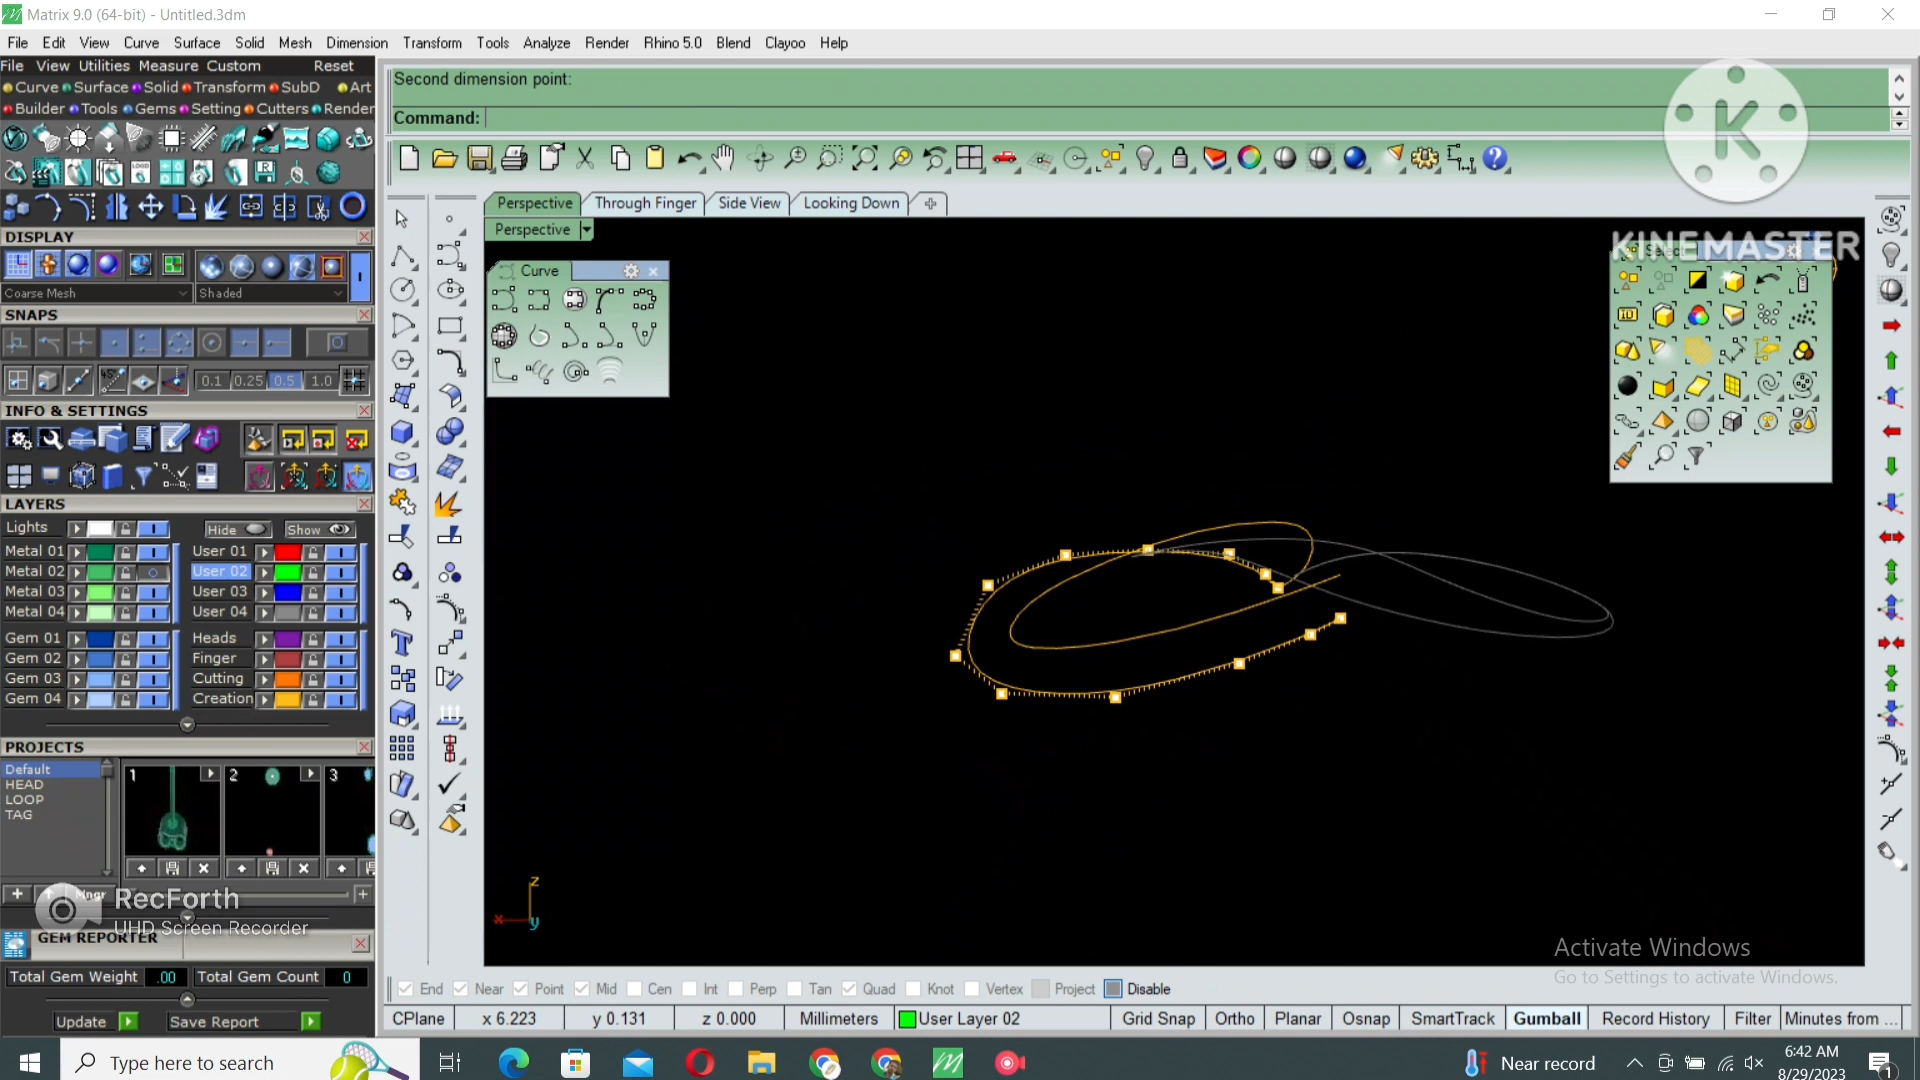 Matrix 9.0 (64-bit) - Untitled.3dm
File Edit View Curve Surface Solid Mesh Dimension Transform Tools Analyze Render Rhino 5.0 Blend Clayoo Help
File View Utilities Measure Custom Reset
Curve Surface Solid Transform SubD Art
Builder Tools Gems Setting Cutters Render
Second dimension point:
Command:
K
KINEMASTER
Perspective Through Finger Side View Looking Down
Perspective
Curve
DISPLAY
Coarse Mesh Shaded
SNAPS
0.1 0.25 0.5 1.0
INFO & SETTINGS
LAYERS
Lights Hide Show
Metal 01 User 01
Metal 02 User 02
Metal 03 User 03
Metal 04 User 04
Gem 01 Heads
Gem 02 Finger
Gem 03 Cutting
Gem 04 Creation
PROJECTS
Default
HEAD
LOOP
TAG
1 2 3
Mngr
RecForth
UHD Screen Recorder
GEM REPORTER
Total Gem Weight .00 Total Gem Count 0
Update Save Report
z
x
y
Activate Windows
Go to Settings to activate Windows.
End Near Point Mid Cen Int Perp Tan Quad Knot Vertex Project Disable
CPlane x 6.223 y 0.131 z 0.000 Millimeters User Layer 02 Grid Snap Ortho Planar Osnap SmartTrack Gumball Record History Filter Minutes from ...
Type here to search
Near record
6:42 AM
8/29/2023
1